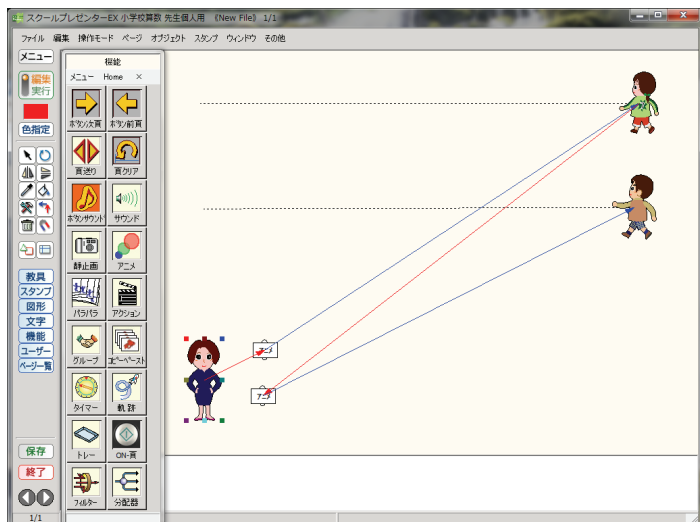 スクールプレゼンターEX 小学校算数 先生個人用 《New File》 1/1
ファイル 編集 操作モード ページ オブジェクト スタンプ ウィンドウ その他
メニュー
編集
実行
色指定
教具
スタンプ
図形
文字
機能
ユーザー
ページ一覧
保存
終了
1/1
機能
メニュー Home ×
ボタン次頁 ボタン前頁
頁送り 頁クリア
ボタンサウンド サウンド
静止画 アニメ
パラパラ アクション
グループ コピーペースト
タイマー 軌跡
トレー ON-頁
フィルター 分配器
アニメ
アニメ